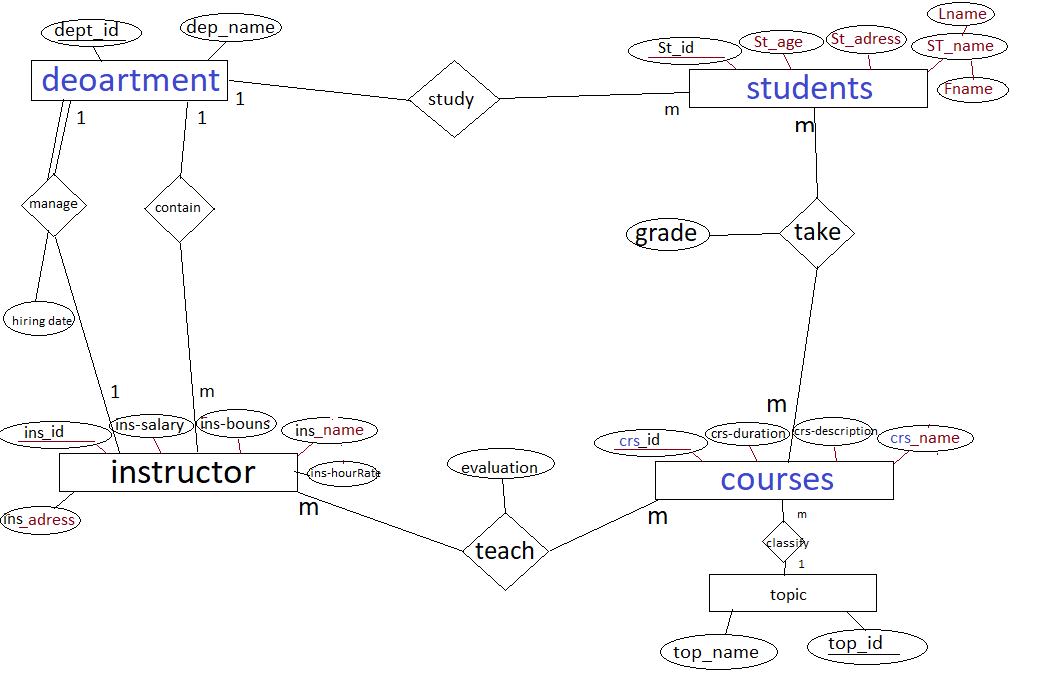 dept_id
dep_name
Lname
St_id
St_age
St_adress
ST_name
deoartment
students
Fname
1
study
m
1
1
m
manage
contain
grade
take
hiring date
1
m
m
ins_id
ins-salary
ins-bouns
ins_name
crs_id
crs-duration
crs-description
crs_name
instructor
ins-hourRate
evaluation
courses
m
m
m
ins_adress
teach
classify
1
topic
top_name
top_id